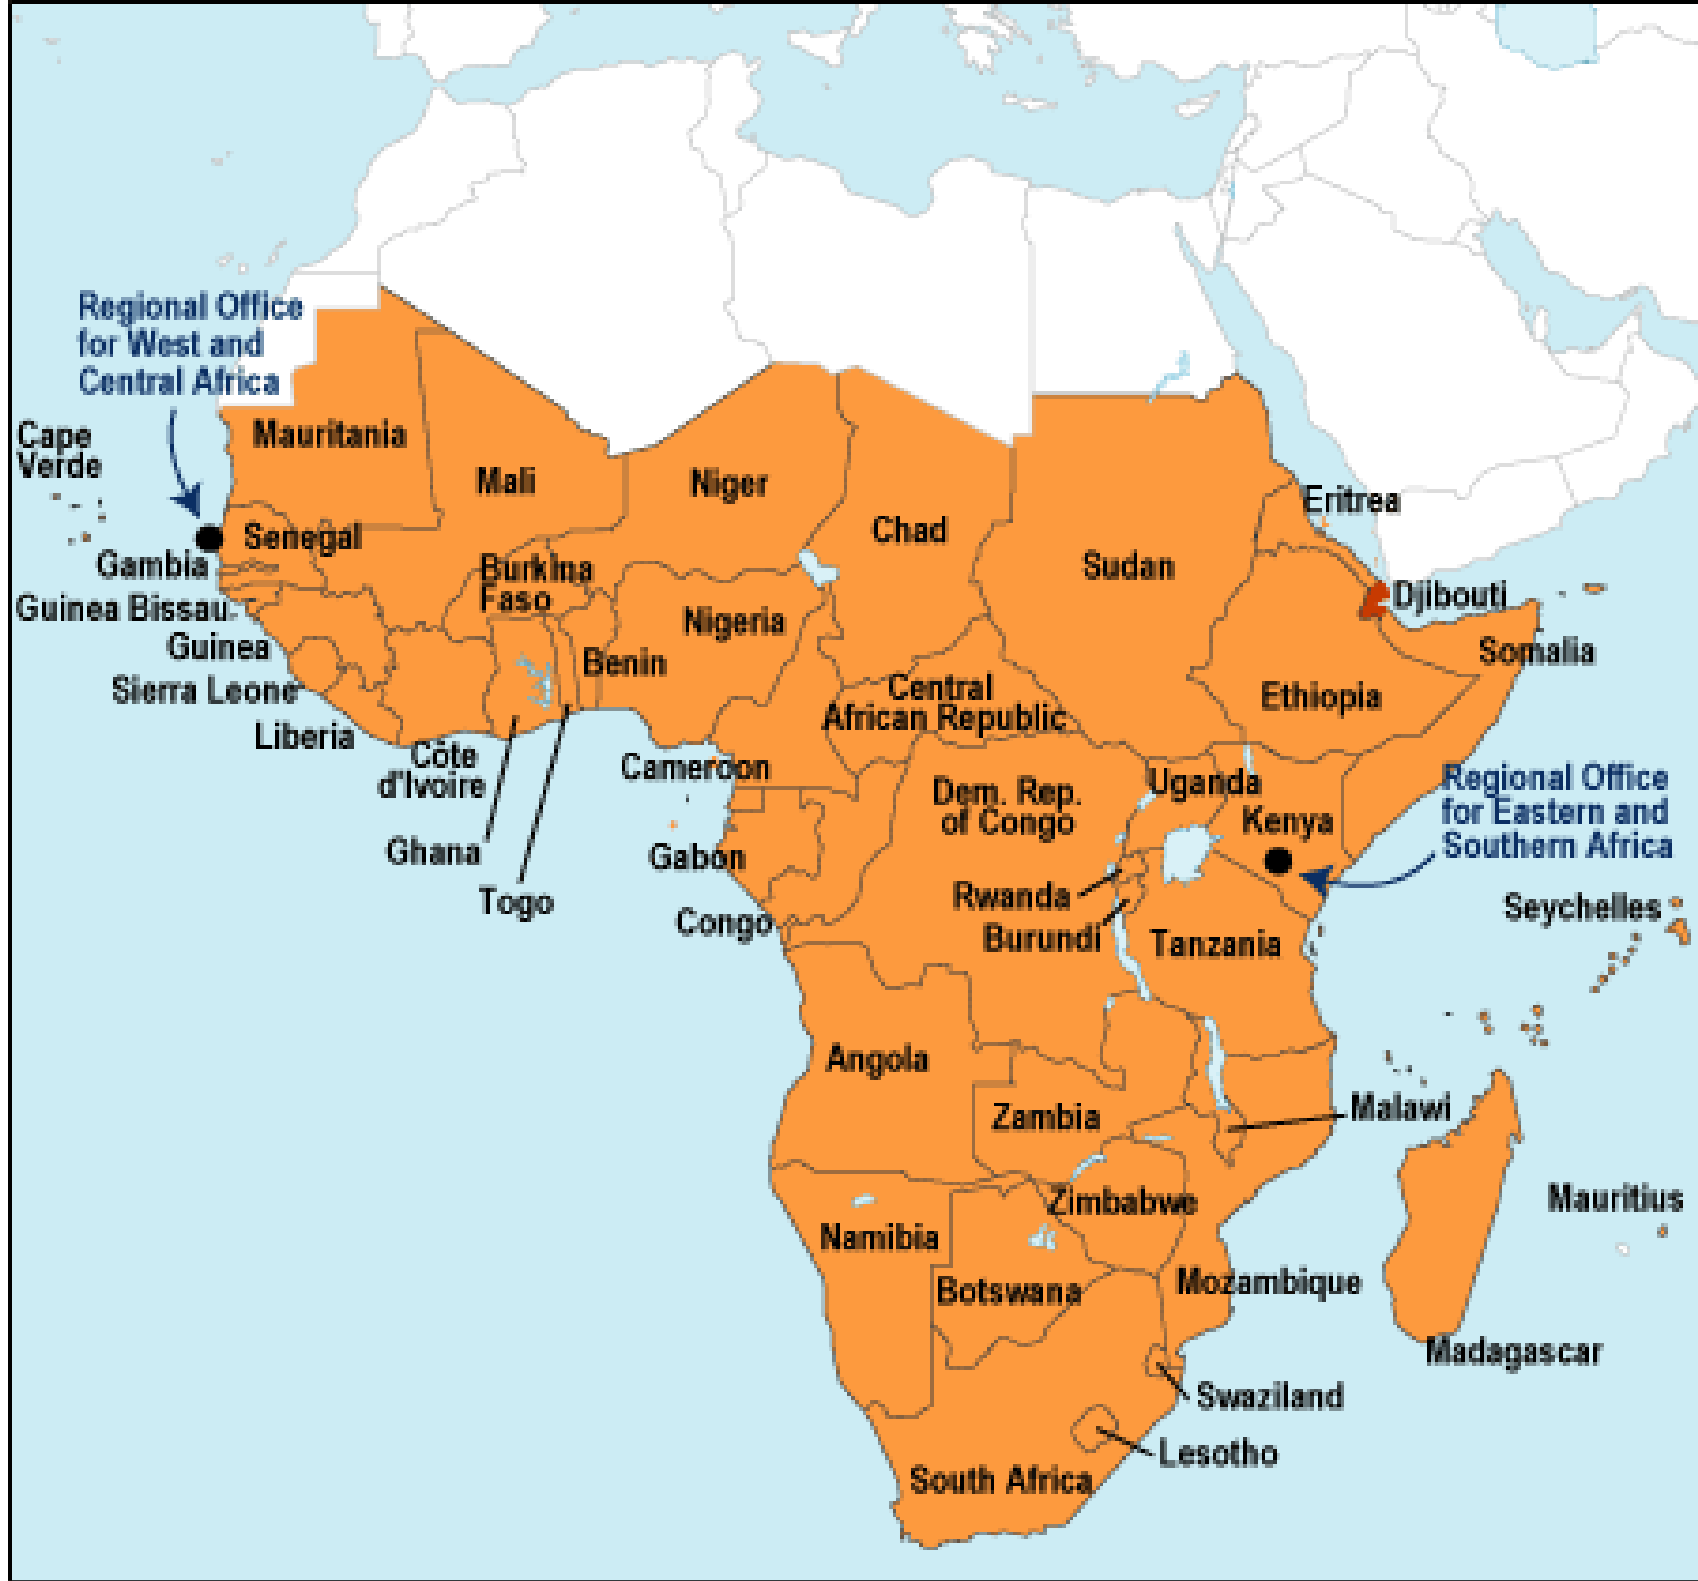 Regional Office
for West and
Central Africa
Cape
Verde
Mauritania
Mali
Niger
Chad
Sudan
Eritrea
Senegal
Gambia
Burkina
Faso
Djibouti
Guinea Bissau
Nigeria
Guinea
Benin
Somalia
Sierra Leone
Central
African Republic
Ethiopia
Liberia
Côte
d'Ivoire
Cameroon
Uganda
Regional Office
for Eastern and
Southern Africa
Dem. Rep.
of Congo
Kenya
Ghana
Gabon
Togo
Rwanda
Seychelles
Congo
Burundi
Tanzania
Angola
Zambia
Malawi
Zimbabwe
Mauritius
Namibia
Botswana
Mozambique
Madagascar
Swaziland
Lesotho
South Africa